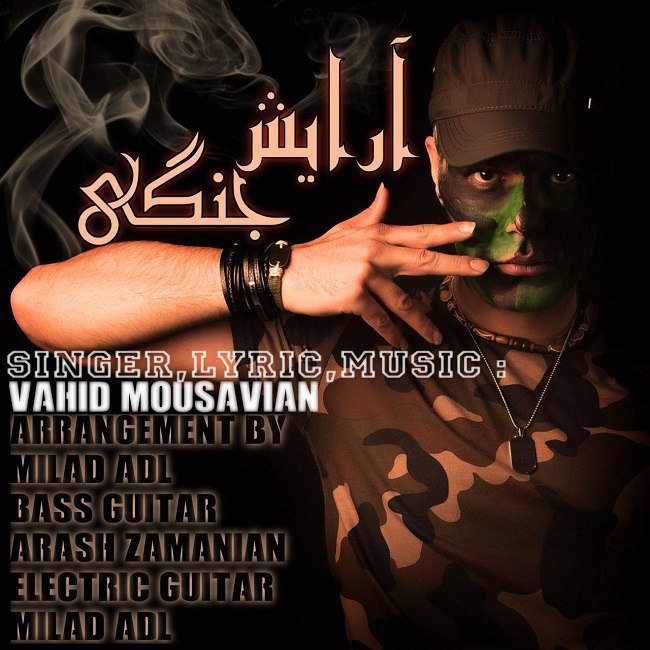 آرایش
جنگی
SINGER,LYRIC,MUSIC :
VAHID MOUSAVIAN
ARRANGEMENT BY
MILAD ADL
BASS GUITAR
ARASH ZAMANIAN
ELECTRIC GUITAR
MILAD ADL